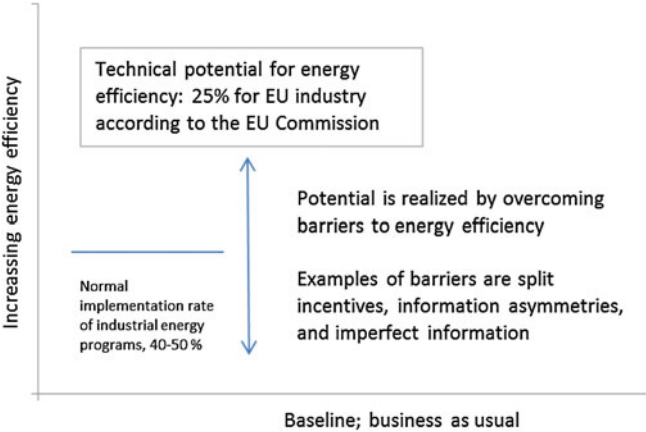 Increassing energy efficiency
Technical potential for energy
efficiency: 25% for EU industry
according to the EU Commission
Potential is realized by overcoming
barriers to energy efficiency
Normal
implementation rate
of industrial energy
programs, 40-50 %
Examples of barriers are split
incentives, information asymmetries,
and imperfect information
Baseline; business as usual